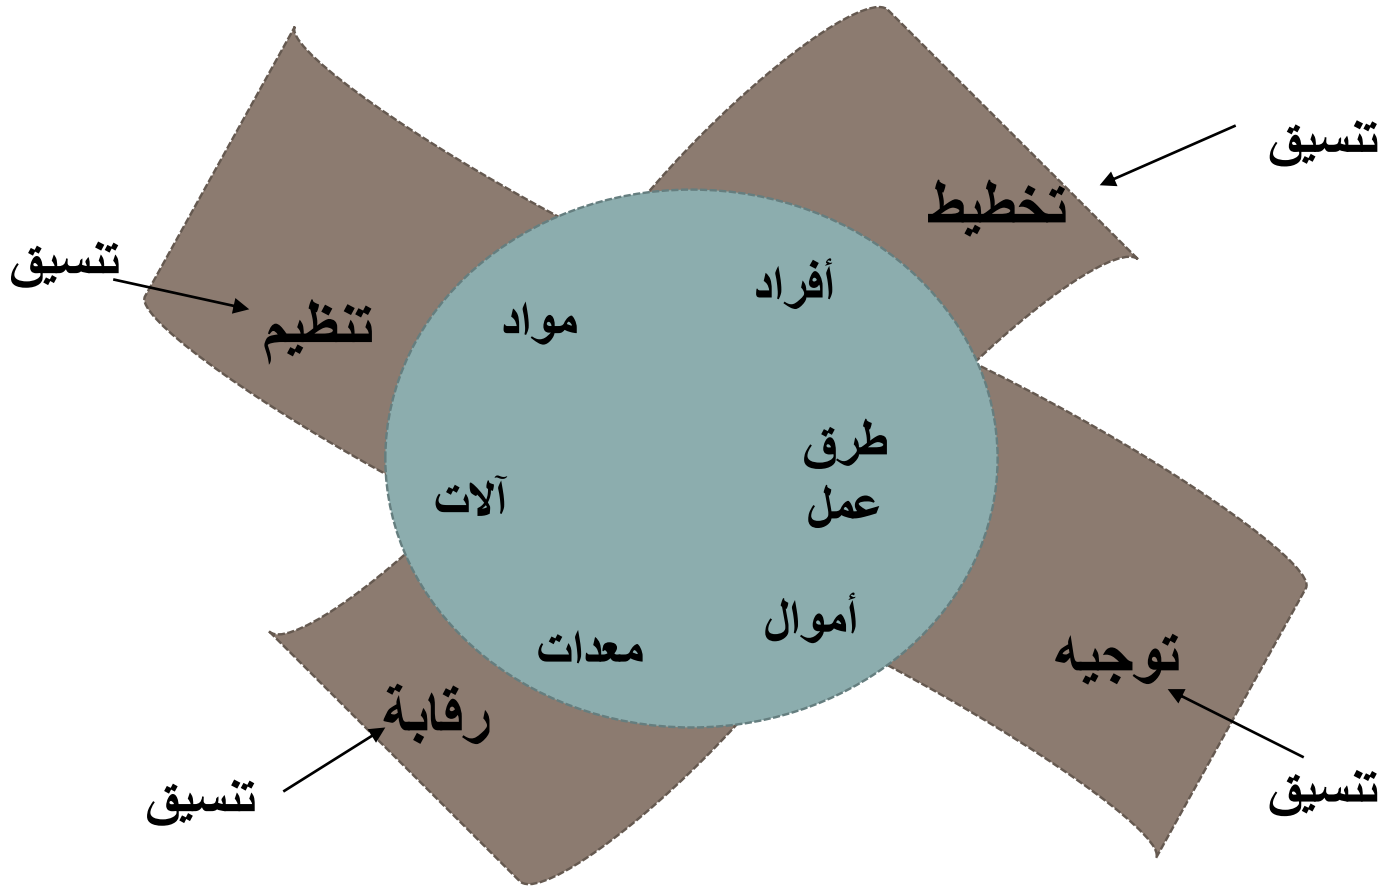 تنسيق
تخطيط
تنسيق
تنظيم
أفراد
مواد
طرق
عمل
آلات
أموال
معدات
توجيه
رقابة
تنسيق
تنسيق